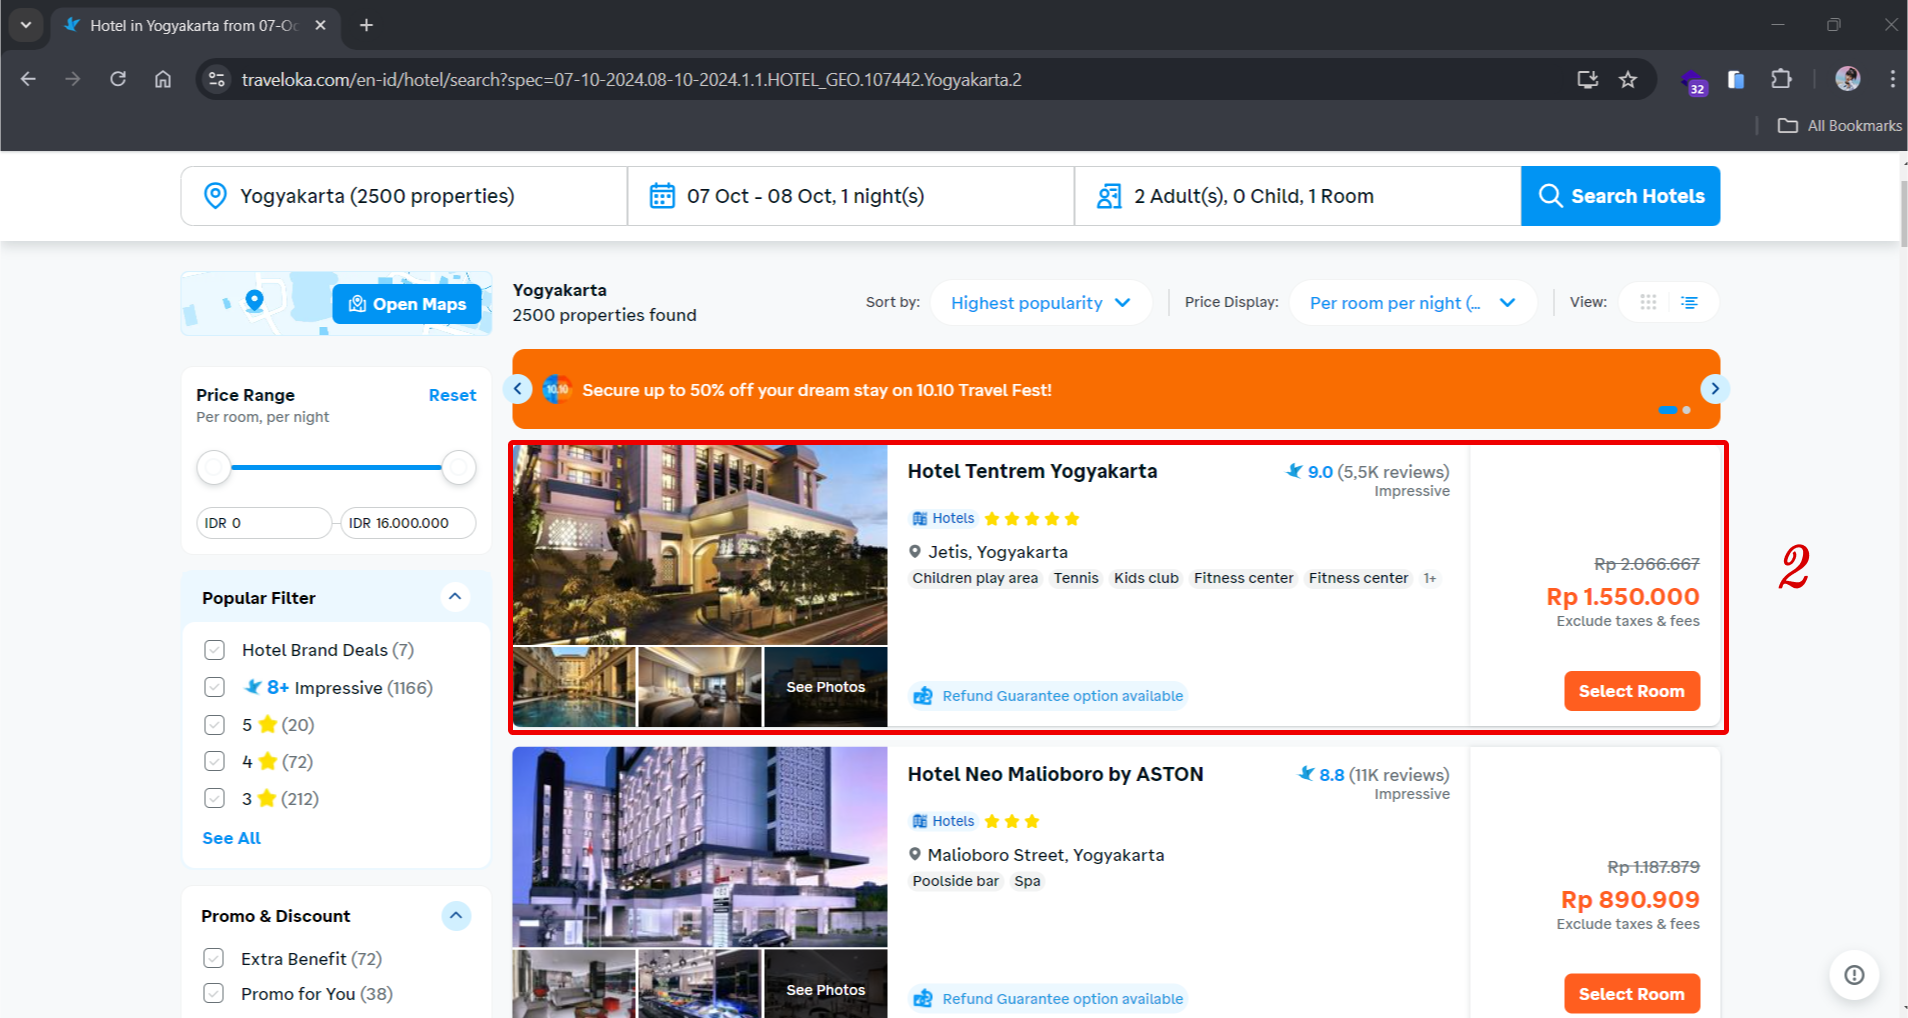 Hotel in Yogyakarta from 07-Oc
traveloka.com/en-id/hotel/search?spec=07-10-2024.08-10-2024.1.1.HOTEL_GEO.107442.Yogyakarta.2
32
All Bookmarks
Yogyakarta (2500 properties)
07 Oct - 08 Oct, 1 night(s)
2 Adult(s), 0 Child, 1 Room
Search Hotels
Open Maps
Yogyakarta
2500 properties found
Sort by:
Highest popularity
Price Display:
Per room per night (...
View:
Price Range
Reset
Per room, per night
IDR 0
IDR 16.000.000
Popular Filter
Hotel Brand Deals (7)
8+ Impressive (1166)
5 (20)
4 (72)
3 (212)
See All
Promo & Discount
Extra Benefit (72)
Promo for You (38)
10.10
Secure up to 50% off your dream stay on 10.10 Travel Fest!
Hotel Tentrem Yogyakarta
9.0 (5,5K reviews)
Impressive
Hotels
Jetis, Yogyakarta
Children play area Tennis Kids club Fitness center Fitness center 1+
See Photos
Refund Guarantee option available
Rp 2.066.667
Rp 1.550.000
Exclude taxes & fees
Select Room
2
Hotel Neo Malioboro by ASTON
8.8 (11K reviews)
Impressive
Hotels
Malioboro Street, Yogyakarta
Poolside bar Spa
See Photos
Refund Guarantee option available
Rp 1.187.879
Rp 890.909
Exclude taxes & fees
Select Room